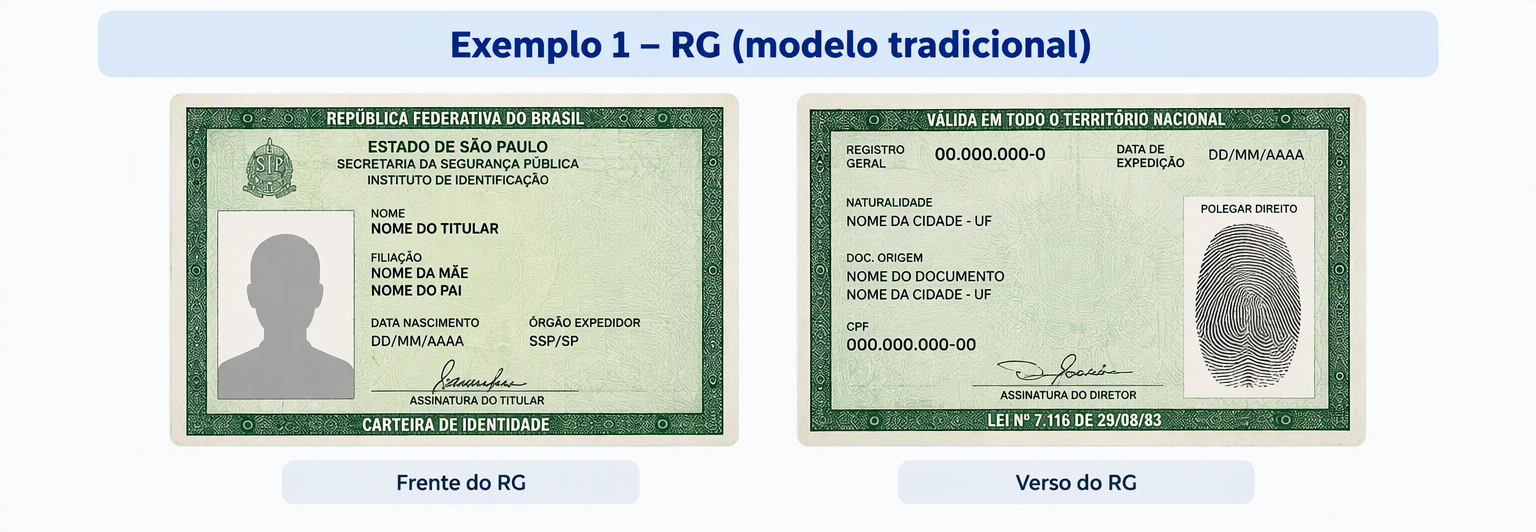 Exemplo 1 – RG (modelo tradicional)
REPÚBLICA FEDERATIVA DO BRASIL
ESTADO DE SÃO PAULO
SECRETARIA DA SEGURANÇA PÚBLICA
INSTITUTO DE IDENTIFICAÇÃO
SP
NOME
NOME DO TITULAR
FILIAÇÃO
NOME DA MÃE
NOME DO PAI
DATA NASCIMENTO ÓRGÃO EXPEDIDOR
DD/MM/AAAA SSP/SP
ASSINATURA DO TITULAR
CARTEIRA DE IDENTIDADE
Frente do RG
VÁLIDA EM TODO O TERRITÓRIO NACIONAL
REGISTRO GERAL 00.000.000-0 DATA DE EXPEDIÇÃO DD/MM/AAAA
NATURALIDADE
NOME DA CIDADE - UF
POLEGAR DIREITO
DOC. ORIGEM
NOME DO DOCUMENTO
NOME DA CIDADE - UF
CPF
000.000.000-00
ASSINATURA DO DIRETOR
LEI Nº 7.116 DE 29/08/83
Verso do RG